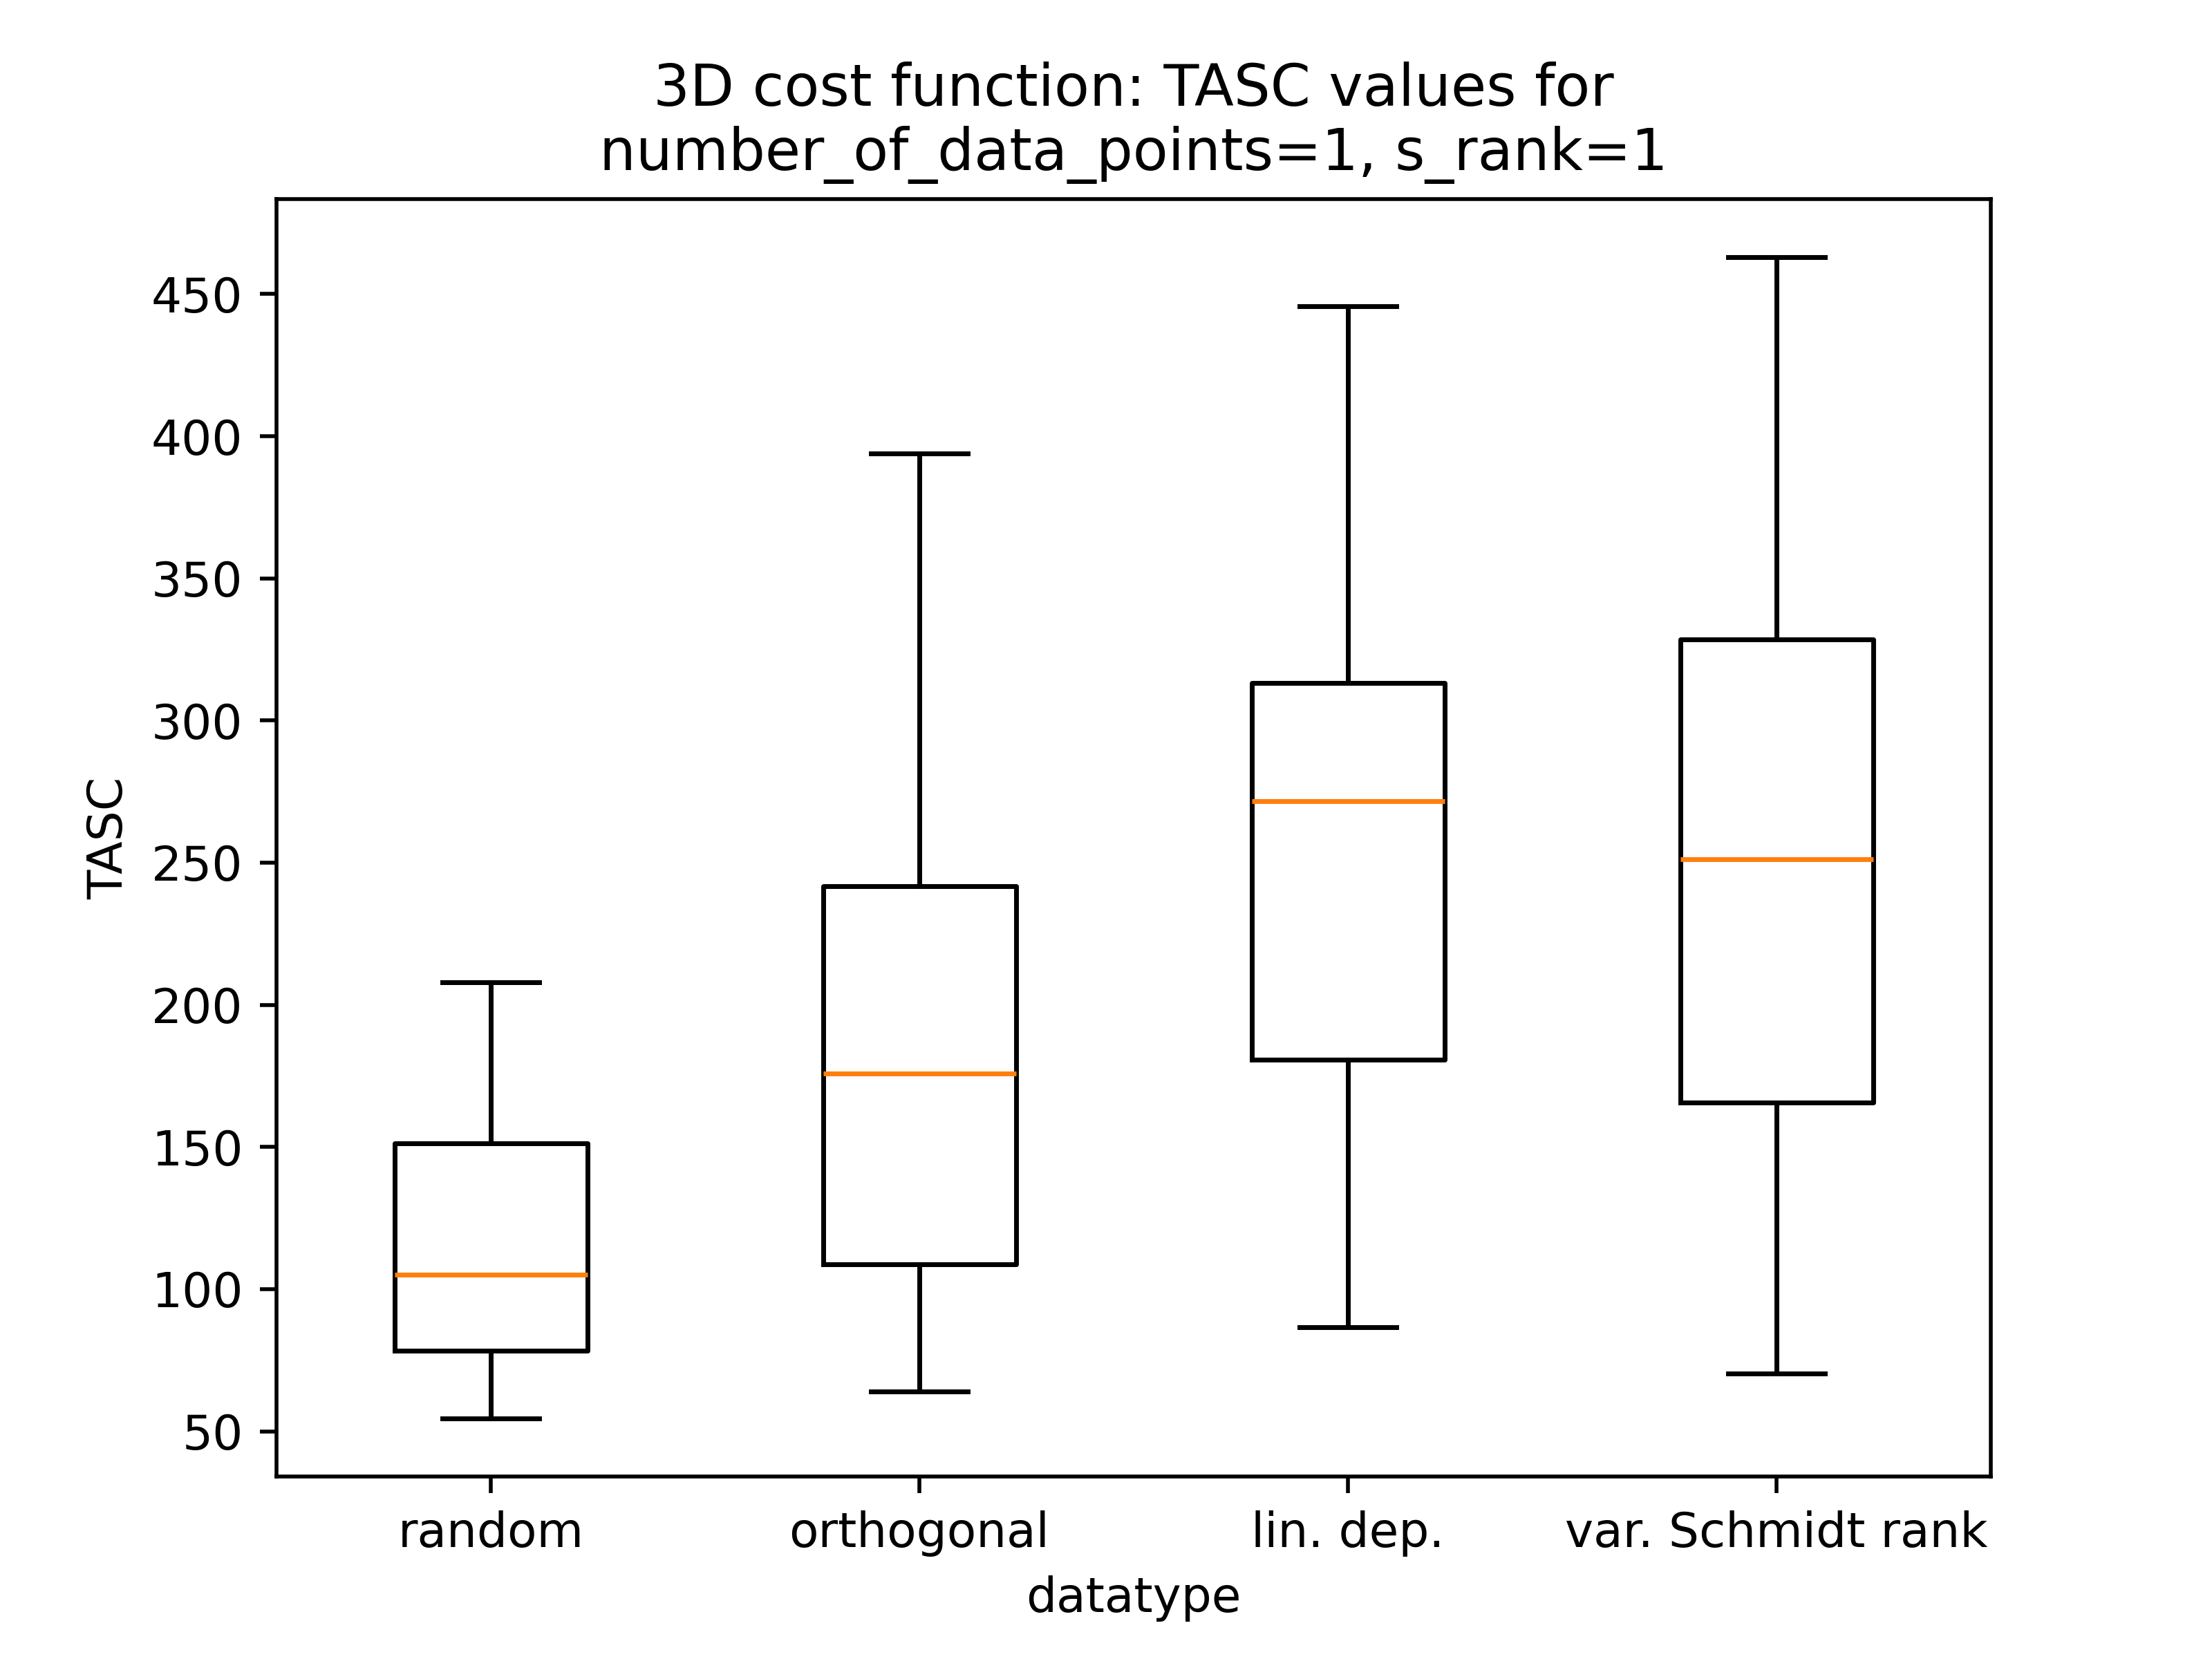 3D cost function: TASC values for
number_of_data_points=1, s_rank=1
TASC
450
400
350
300
250
200
150
100
50
random
orthogonal
lin. dep.
var. Schmidt rank
datatype